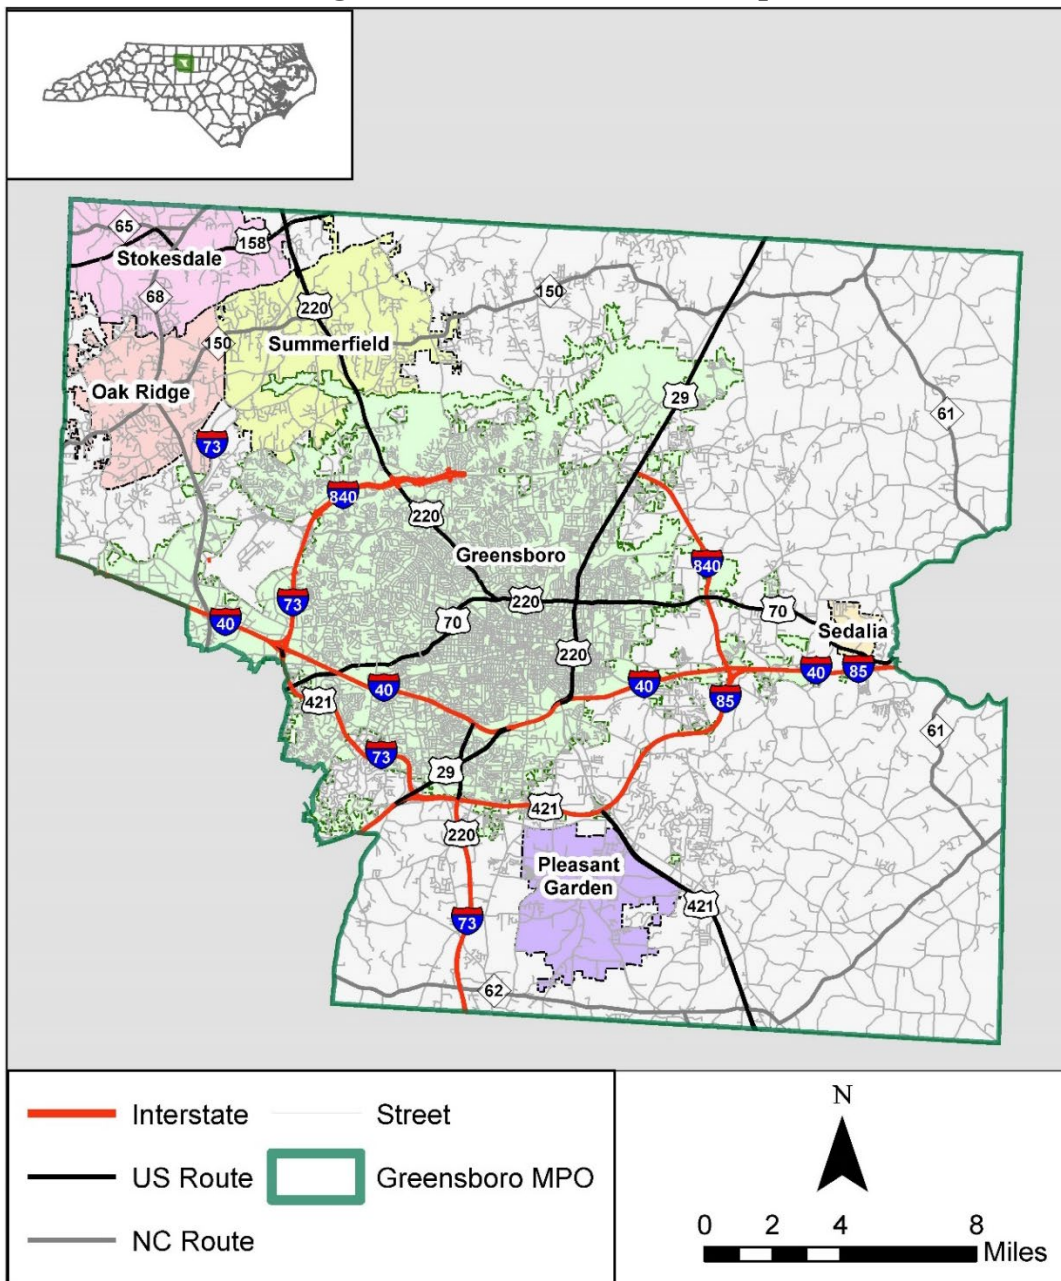 65
158
Stokesdale
68
220
150
150
Summerfield
Oak Ridge
29
61
73
840
220
Greensboro
840
73
220
70
70
40
Sedalia
220
40
85
40
40
85
421
61
73
29
421
220
Pleasant
Garden
421
73
62
Interstate
Street
US Route
Greensboro MPO
NC Route
N
0 2 4 8
Miles